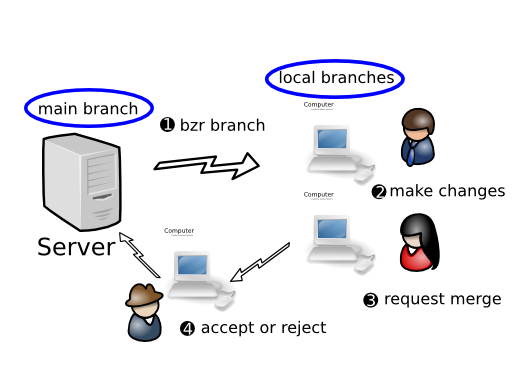 local branches
main branch
Computer
❶ bzr branch
❷ make changes
Computer
Server
Computer
❸ request merge
❹ accept or reject